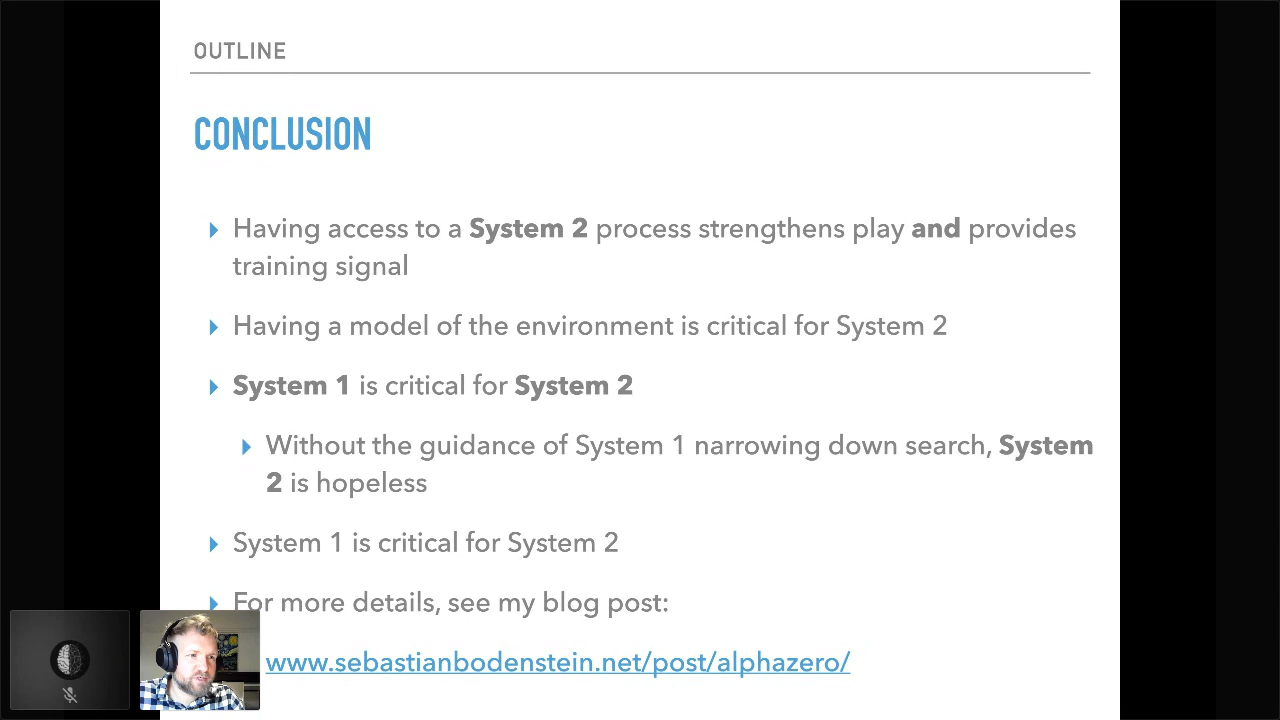 OUTLINE
CONCLUSION
Having access to a System 2 process strengthens play and provides
training signal
Having a model of the environment is critical for System 2
System 1 is critical for System 2
Without the guidance of System 1 narrowing down search, System
2 is hopeless
System 1 is critical for System 2
For more details, see my blog post:
www.sebastianbodenstein.net/post/alphazero/